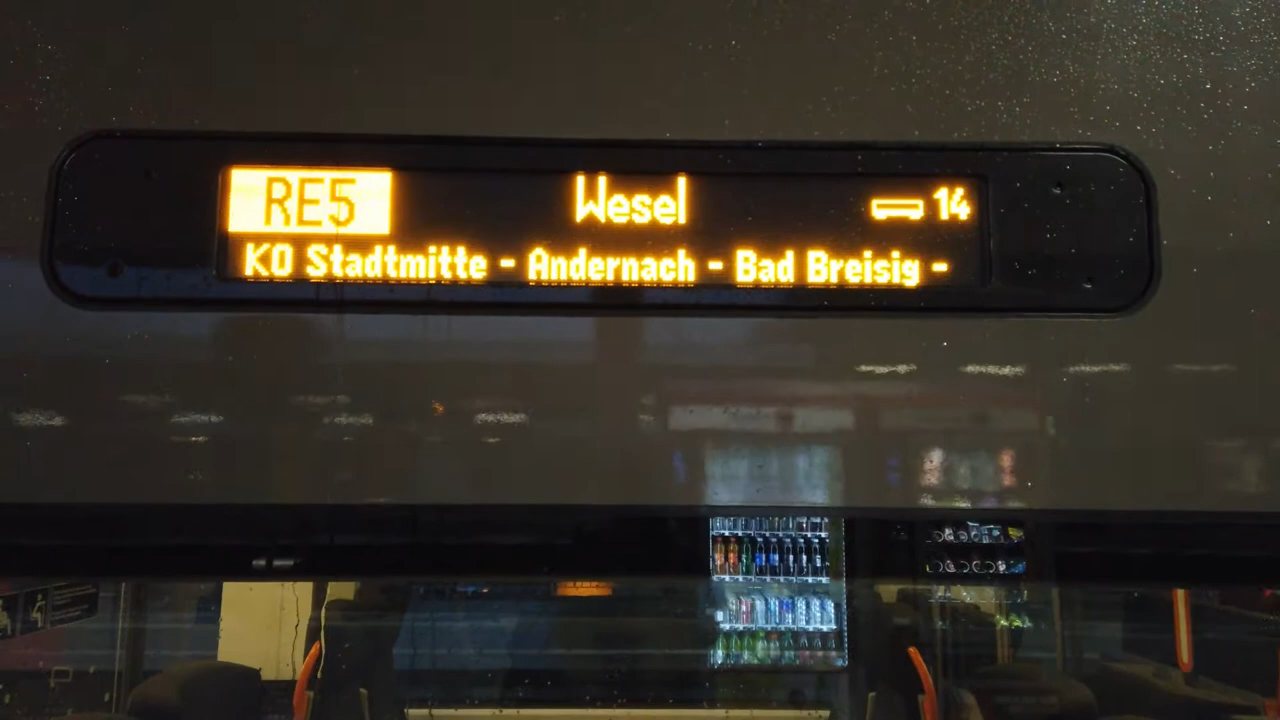 RE5 Wesel 14
KO Stadtmitte - Andernach - Bad Breisig -